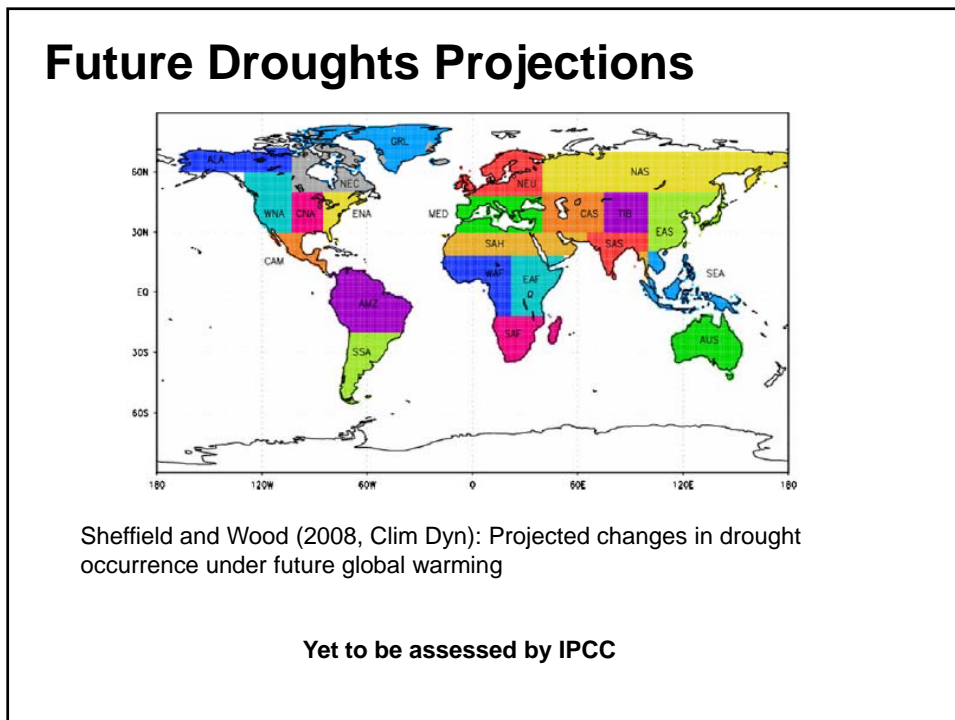 Future Droughts Projections
GRL
ALA
60N
NEC
NEU
NAS
WNA
CNA
ENA
MED
CAS
TIB
30N
SAH
SAS
EAS
CAM
WAF
EAF
SEA
EQ
AMZ
SAF
AUS
30S
SSA
60S
180
120W
60W
0
60E
120E
180
Sheffield and Wood (2008, Clim Dyn): Projected changes in drought
occurrence under future global warming
Yet to be assessed by IPCC